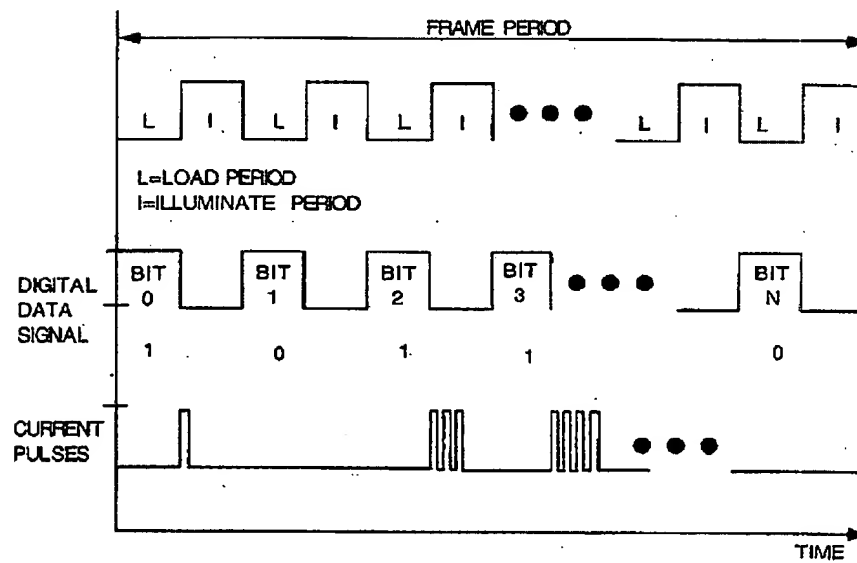 FRAME PERIOD
L I L I L I L I L I
L=LOAD PERIOD
I=ILLUMINATE PERIOD
DIGITAL
DATA
SIGNAL
BIT
0
BIT
1
BIT
2
BIT
3
BIT
N
1 0 1 1 0
CURRENT
PULSES
TIME